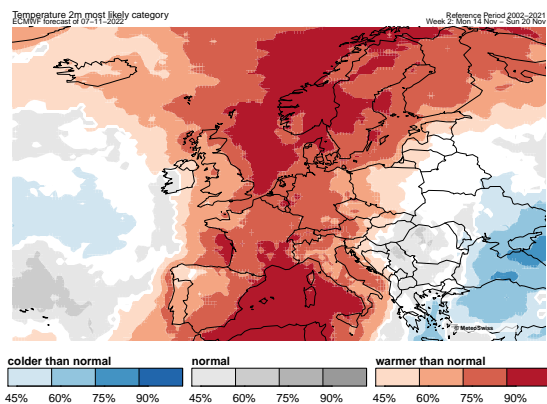 Temperature 2m most likely category
ECMWF forecast of 07-11-2022
Reference Period 2002-2021
Week 2: Mon 14 Nov - Sun 20 Nov
© MeteoSwiss
colder than normal normal warmer than normal
45% 60% 75% 90% 45% 60% 75% 90% 45% 60% 75% 90%